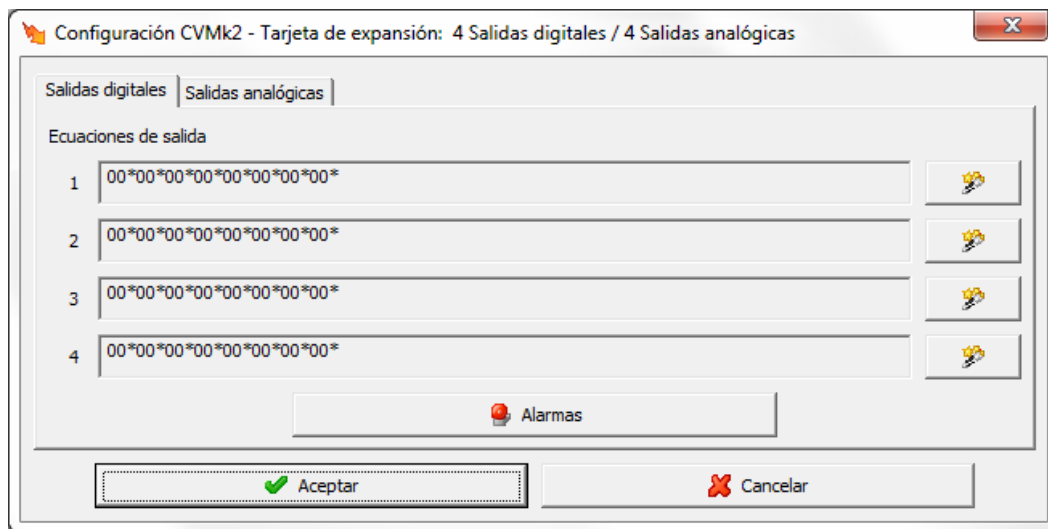 Configuración CVMk2 - Tarjeta de expansión: 4 Salidas digitales / 4 Salidas analógicas
Salidas digitales Salidas analógicas
Ecuaciones de salida
1 00*00*00*00*00*00*00*00*
2 00*00*00*00*00*00*00*00*
3 00*00*00*00*00*00*00*00*
4 00*00*00*00*00*00*00*00*
Alarmas
Aceptar Cancelar